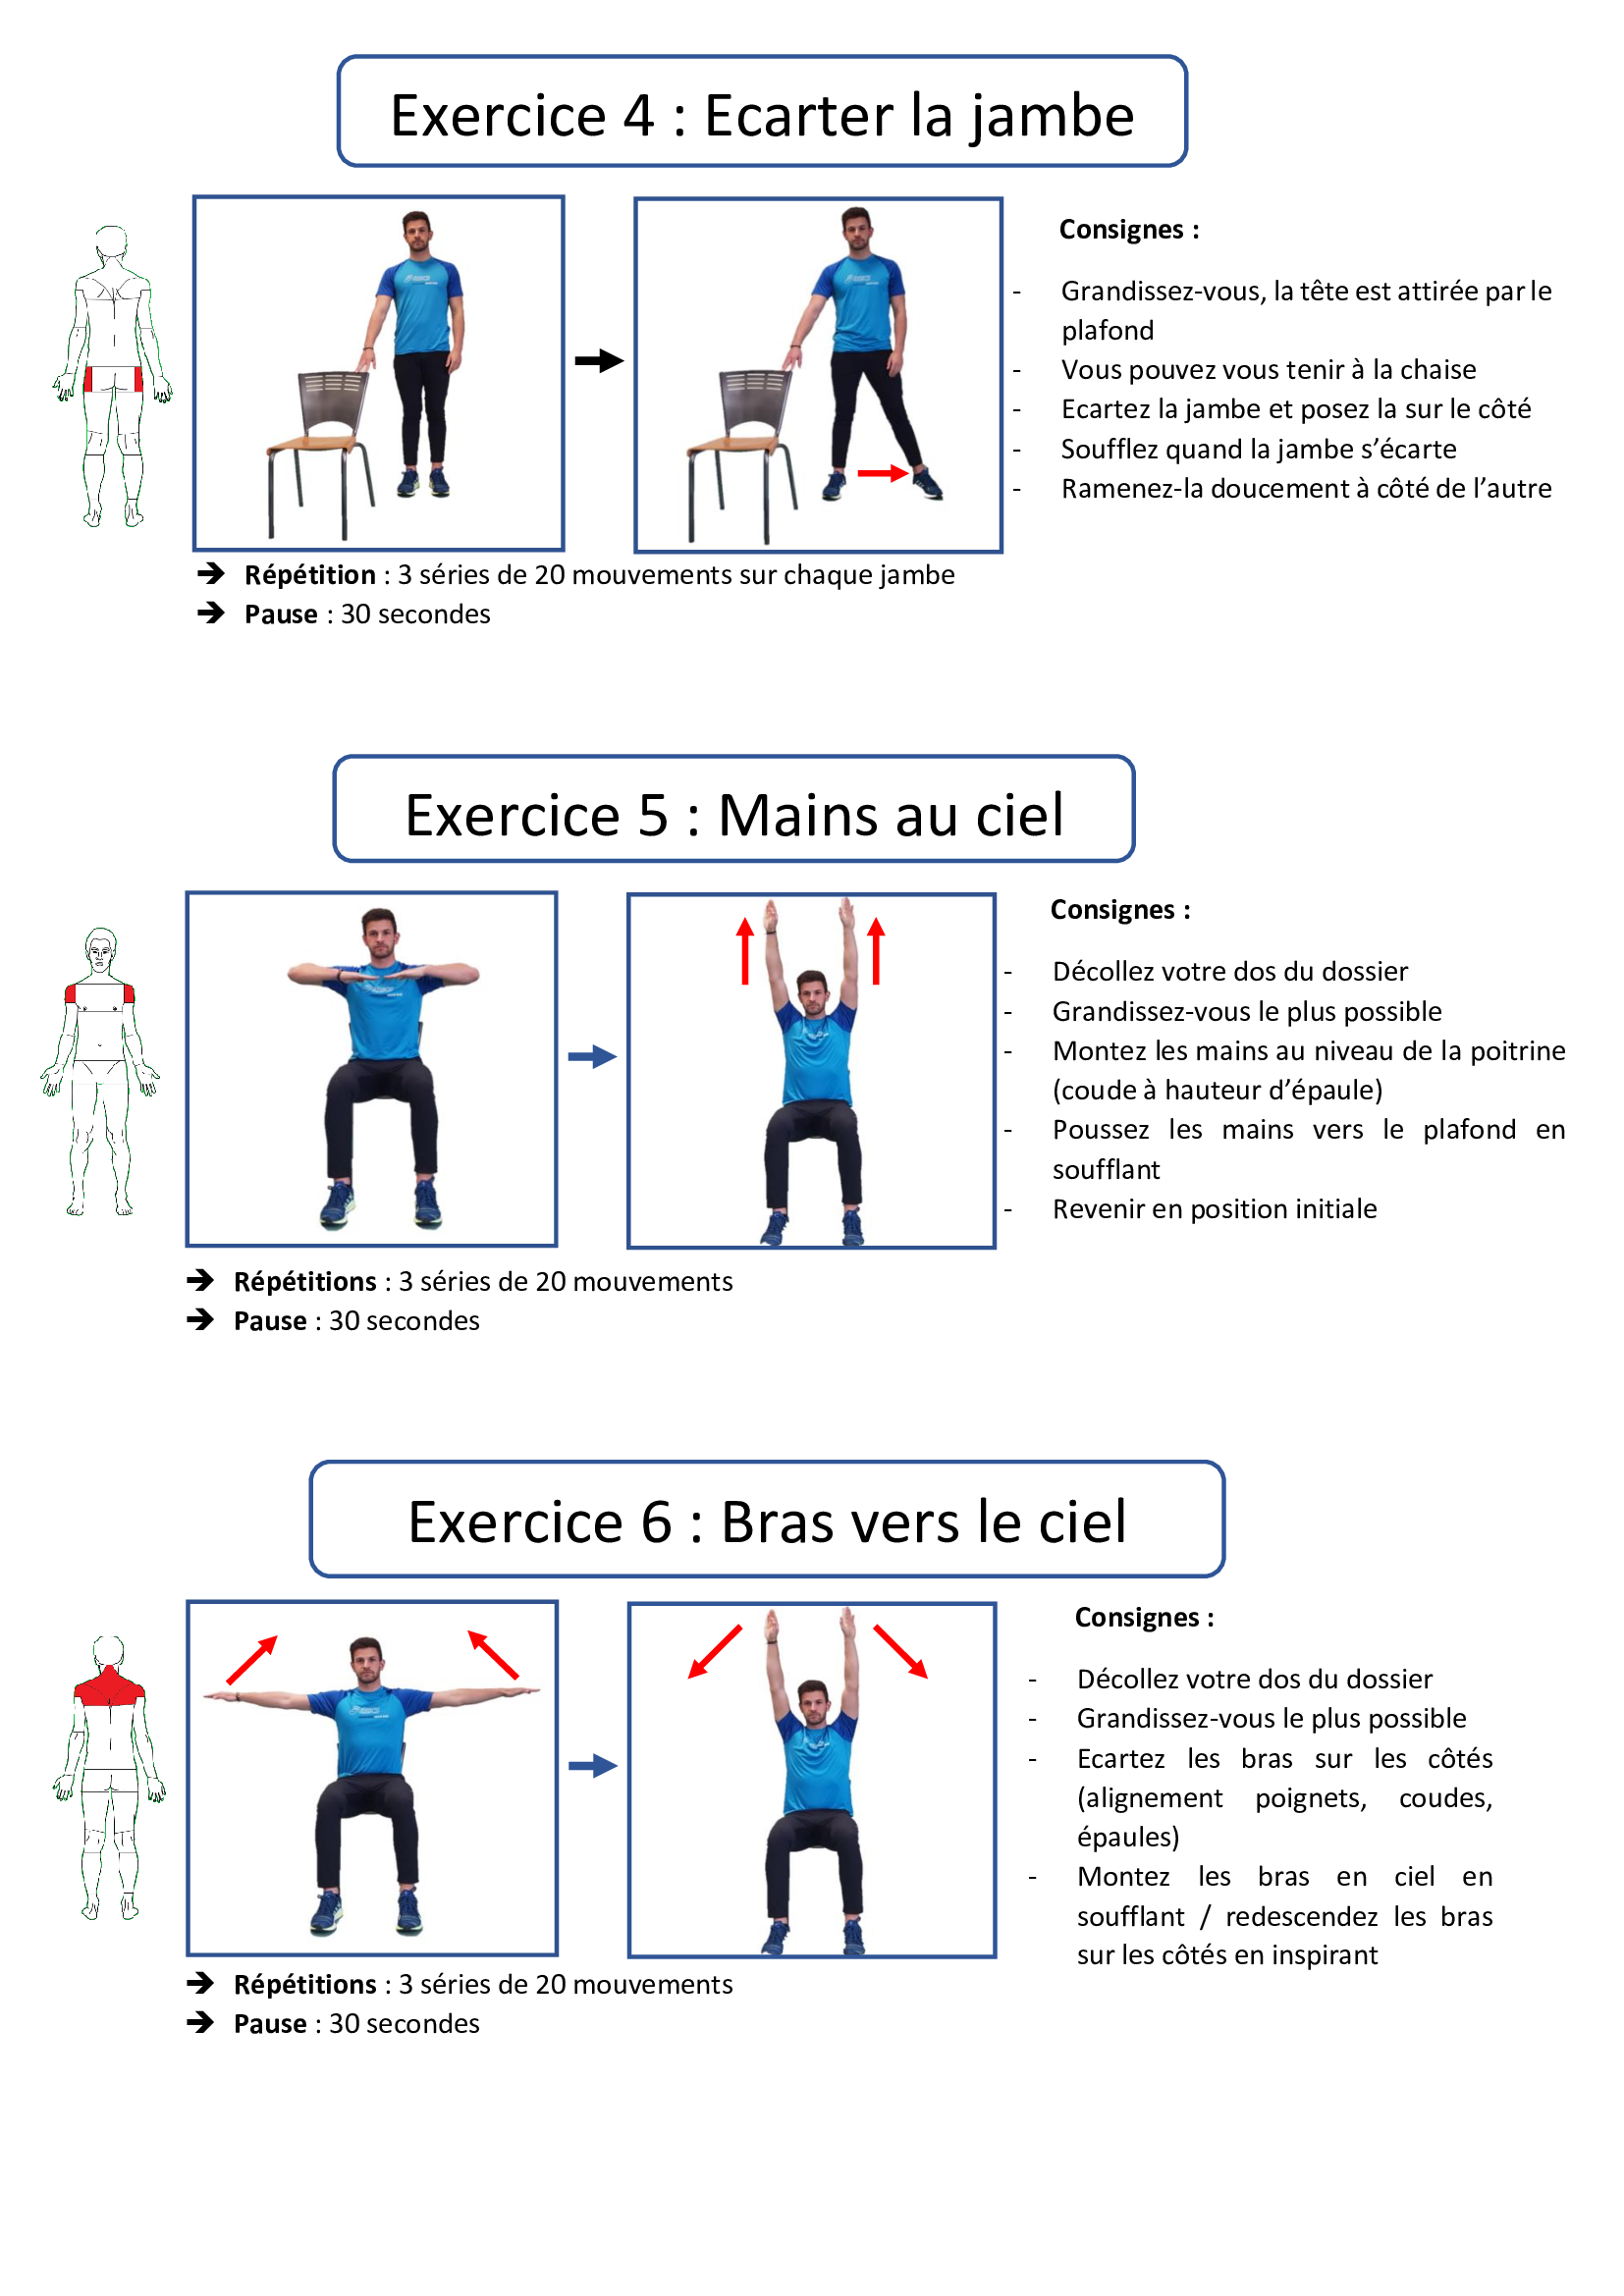 Exercice 4 : Ecarter la jambe
Consignes :
- Grandissez-vous, la tête est attirée par le
plafond
- Vous pouvez vous tenir à la chaise
- Ecartez la jambe et posez la sur le côté
- Soufflez quand la jambe s’écarte
- Ramenez-la doucement à côté de l’autre
➔ Répétition : 3 séries de 20 mouvements sur chaque jambe
➔ Pause : 30 secondes
Exercice 5 : Mains au ciel
Consignes :
- Décollez votre dos du dossier
- Grandissez-vous le plus possible
- Montez les mains au niveau de la poitrine
(coude à hauteur d’épaule)
- Poussez les mains vers le plafond en
soufflant
- Revenir en position initiale
➔ Répétitions : 3 séries de 20 mouvements
➔ Pause : 30 secondes
Exercice 6 : Bras vers le ciel
Consignes :
- Décollez votre dos du dossier
- Grandissez-vous le plus possible
- Ecartez les bras sur les côtés
(alignement poignets, coudes,
épaules)
- Montez les bras en ciel en
soufflant / redescendez les bras
sur les côtés en inspirant
➔ Répétitions : 3 séries de 20 mouvements
➔ Pause : 30 secondes